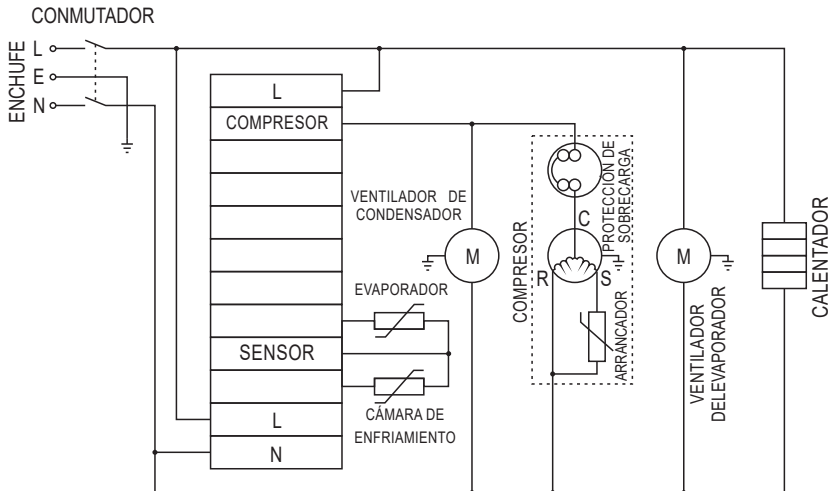 CONMUTADOR
ENCHUFE
L
E
N
L
COMPRESOR
SENSOR
L
N
VENTILADOR DE
CONDENSADOR
M
EVAPORADOR
CÁMARA DE
ENFRIAMIENTO
COMPRESOR
PROTECCIÓN DE
SOBRECARGA
C
R
S
ARRANCADOR
M
VENTILADOR
DELEVAPORADOR
CALENTADOR